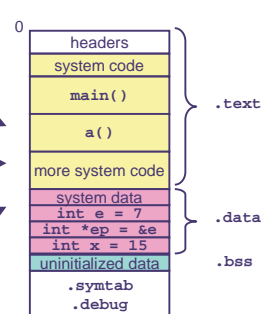 0
headers
system code
main()
.text
a()
more system code
system data
int e = 7
.data
int *ep = &e
int x = 15
uninitialized data
.bss
.symtab
.debug